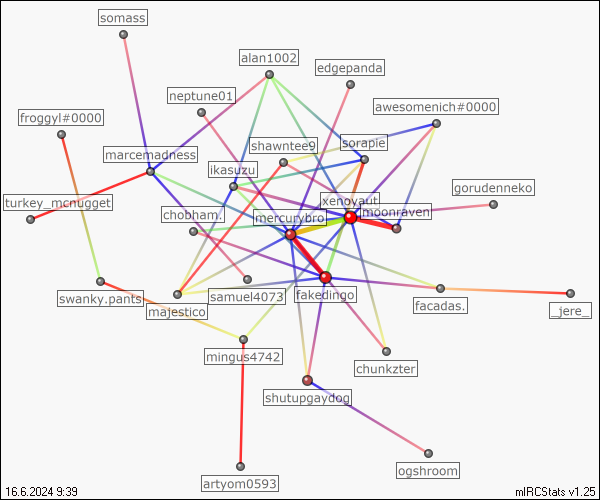 somass
alan1002
edgepanda
neptune01
awesomenich#0000
froggyl#0000
shawntee9
sorapie
marcemadness
ikasuzu
gorudenneko
xenovaut
turkey_mcnugget
chobham.
mercurybro
moonraven
swanky.pants
samuel4073
fakedingo
majestico
facadas.
_jere_
mingus4742
chunkzter
shutupgaydog
ogshroom
artyom0593
16.6.2024 9:39
mIRCStats v1.25